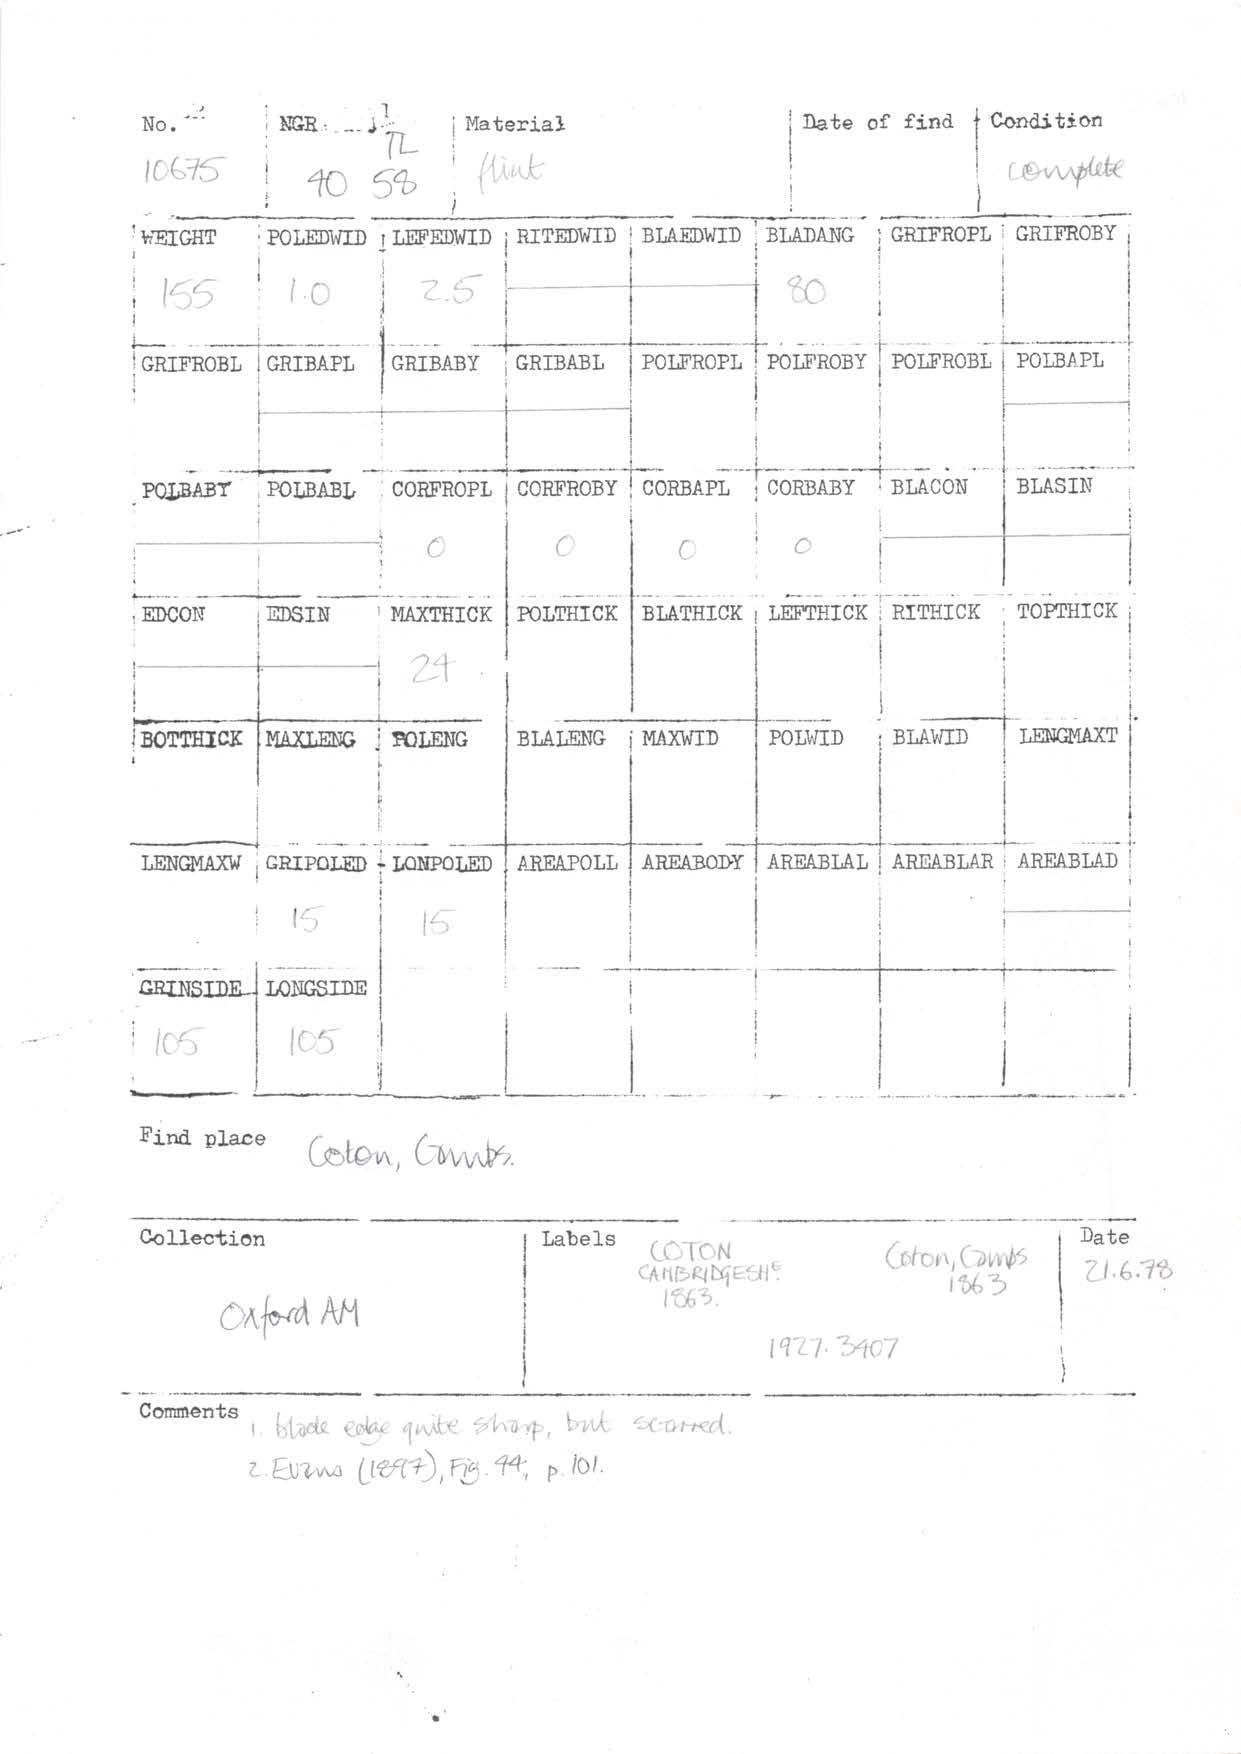 No. NGR Material Date of find Condition
10675 TL 40 58 flint complete
WEIGHT POLEDWID LEFEDWID RITEDWID BLAEDWID BLADANG GRIFROPL GRIFROBY
155 1.0 2.5 80
GRIFROBL GRIBAPL GRIBABY GRIBABL POLFROPL POLFROBY POLFROBL POLBAPL
POLBABY POLBABL CORFROPL CORFROBY CORBAPL CORBABY BLACON BLASIN
0 0 0 0
EDCON EDSIN MAXTHICK POLTHICK BLATHICK LEFTHICK RITHICK TOPTHICK
24
BOTTHICK MAXLENG POLENG BLALENG MAXWID POLWID BLAWID LENGMAXT
LENGMAXW GRIPOLED LONPOLED AREAPOLL AREABODY AREABLAL AREABLAR AREABLAD
15 15
GRINSIDE LONGSIDE
105 105
Find place Coton, Cambs.
Collection Labels Date
Oxford AM
COTON
CAMBRIDGESHE.
1863.
Coton, Cambs
1863
1927.3407
21.6.78
Comments 1. blade edge quite sharp, but scarred.
2. Evans (1897), Fig. 44, p.101.